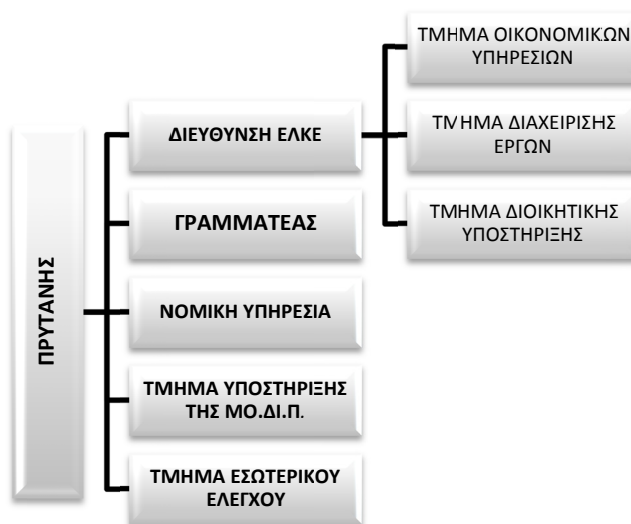 ΠΡΥΤΑΝΗΣ
ΔΙΕΥΘΥΝΣΗ ΕΛΚΕ
ΤΜΗΜΑ ΟΙΚΟΝΟΜΙΚΩΝ
ΥΠΗΡΕΣΙΩΝ
ΤΜΗΜΑ ΔΙΑΧΕΙΡΙΣΗΣ
ΕΡΓΩΝ
ΤΜΗΜΑ ΔΙΟΙΚΗΤΙΚΗΣ
ΥΠΟΣΤΗΡΙΞΗΣ
ΓΡΑΜΜΑΤΕΑΣ
ΝΟΜΙΚΗ ΥΠΗΡΕΣΙΑ
ΤΜΗΜΑ ΥΠΟΣΤΗΡΙΞΗΣ
ΤΗΣ ΜΟ.ΔΙ.Π.
ΤΜΗΜΑ ΕΣΩΤΕΡΙΚΟΥ
ΕΛΕΓΧΟΥ